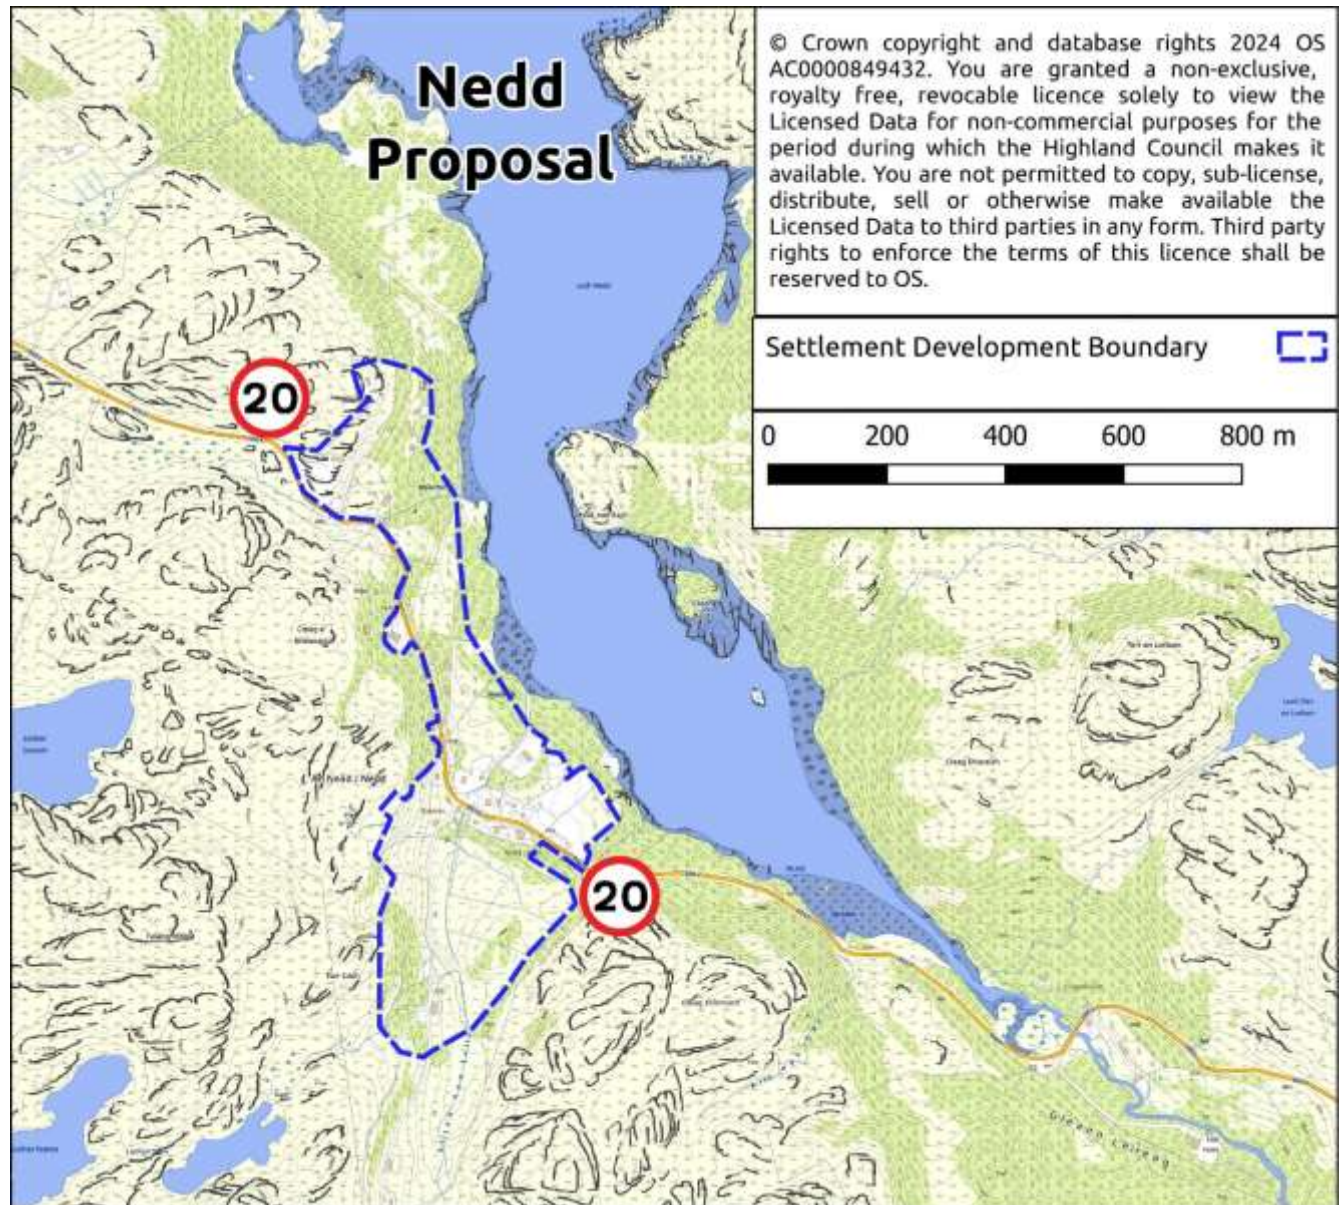 Nedd
Proposal
© Crown copyright and database rights 2024 OS
AC0000849432. You are granted a non-exclusive,
royalty free, revocable licence solely to view the
Licensed Data for non-commercial purposes for the
period during which the Highland Council makes it
available. You are not permitted to copy, sub-license,
distribute, sell or otherwise make available the
Licensed Data to third parties in any form. Third party
rights to enforce the terms of this licence shall be
reserved to OS.
Settlement Development Boundary
0 200 400 600 800 m
20
20
Gleann Leireag